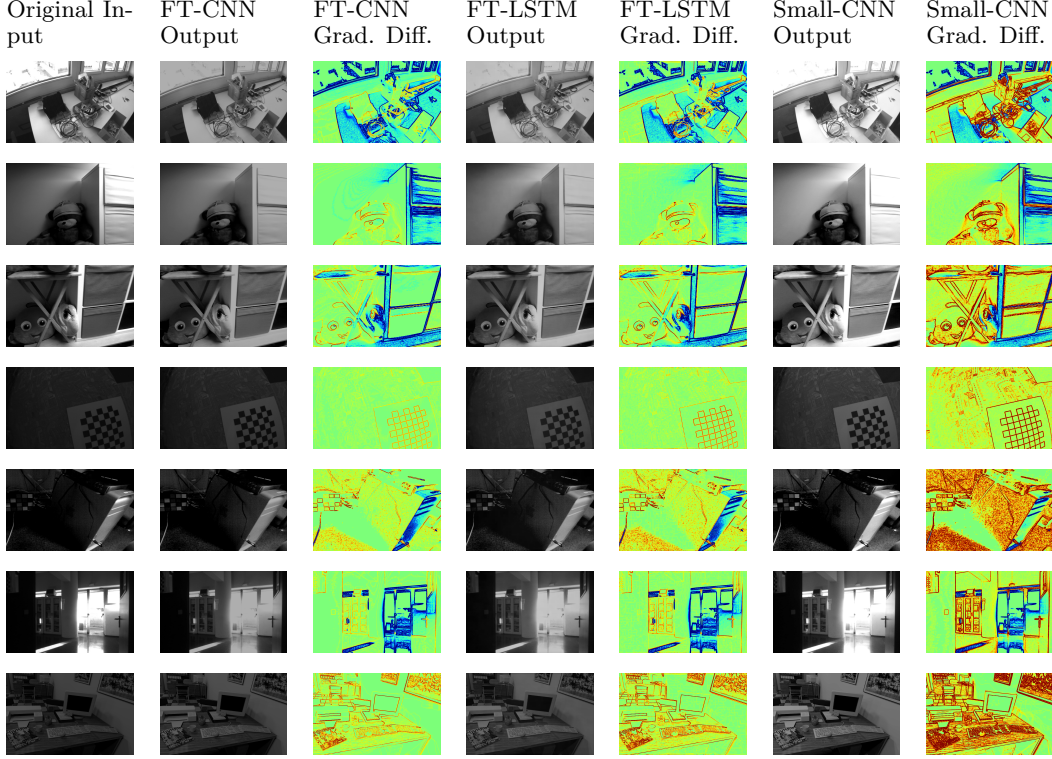 Original In-
put
FT-CNN
Output
FT-CNN
Grad. Diff.
FT-LSTM
Output
FT-LSTM
Grad. Diff.
Small-CNN
Output
Small-CNN
Grad. Diff.